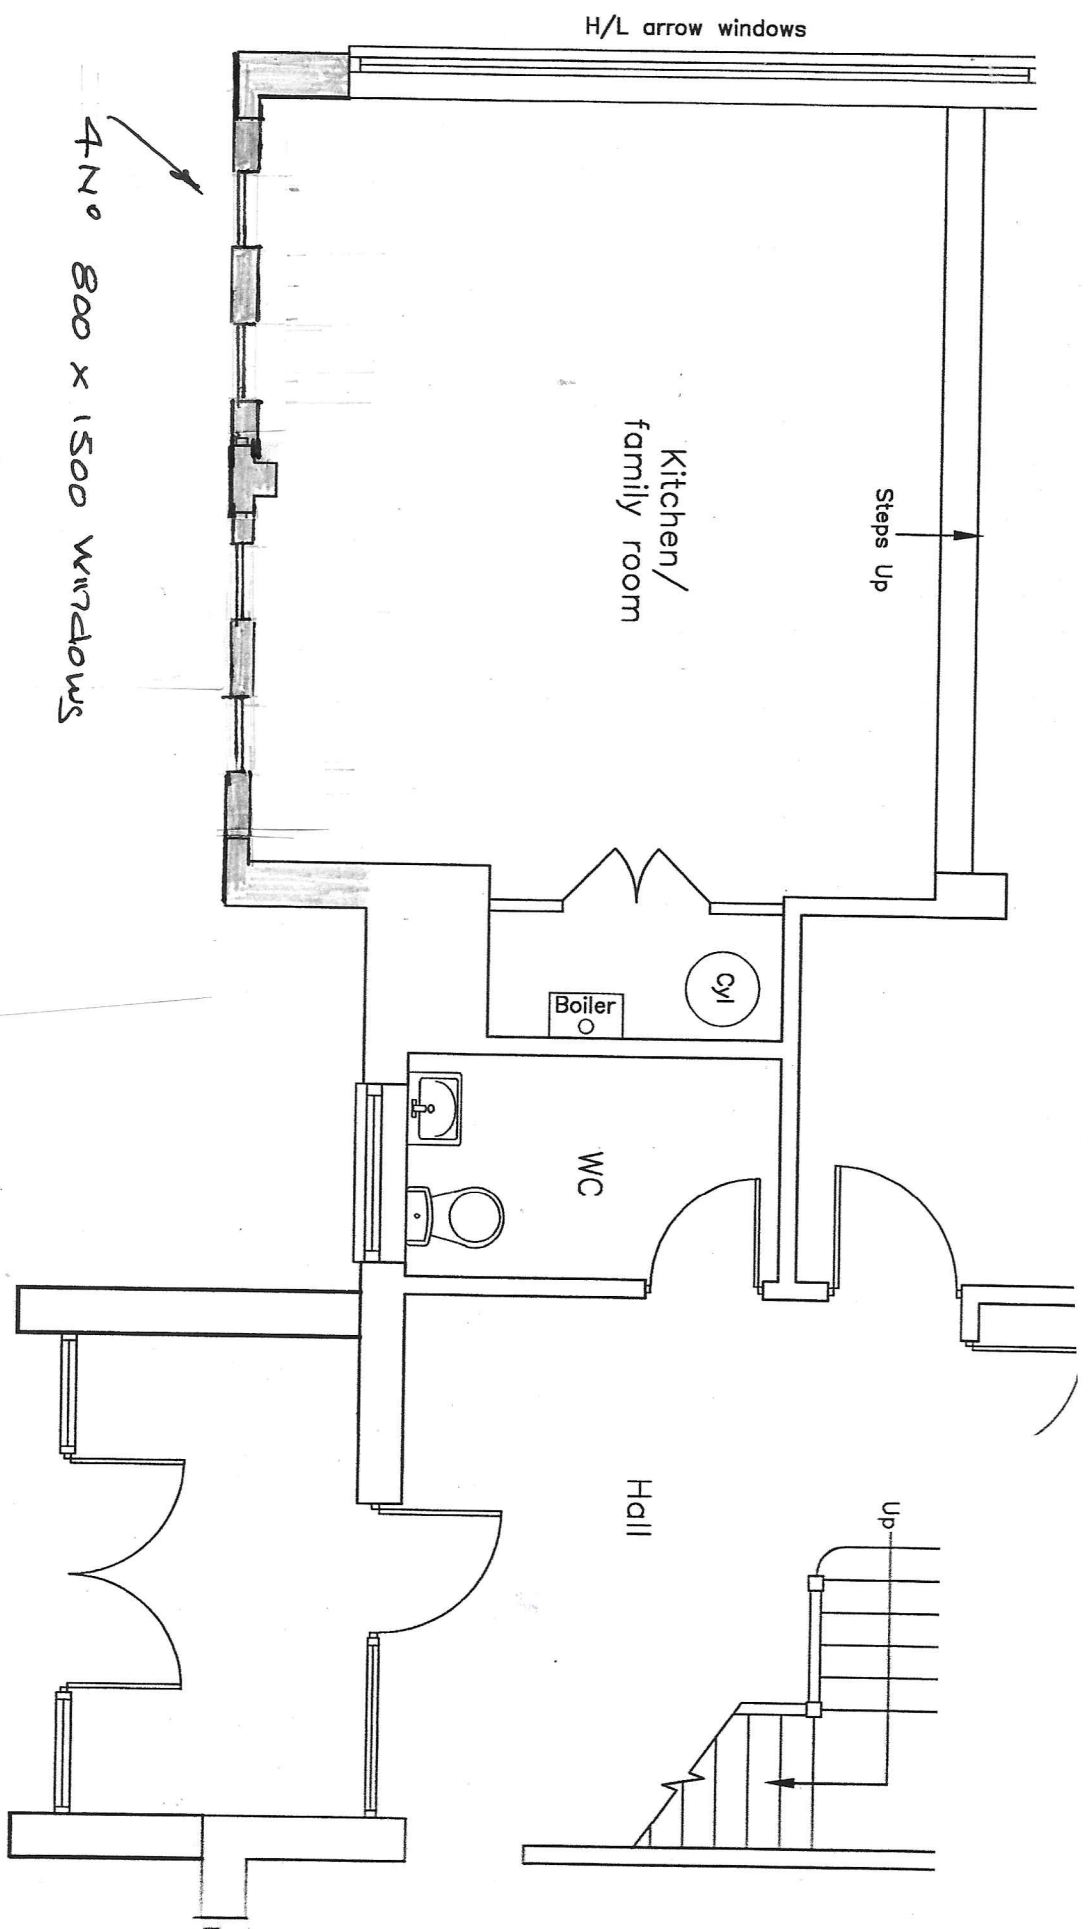 H/L arrow windows
4Nº 800 x 1500 windows
Kitchen/
family room
Steps Up
Cyl
Boiler
WC
Hall
Up